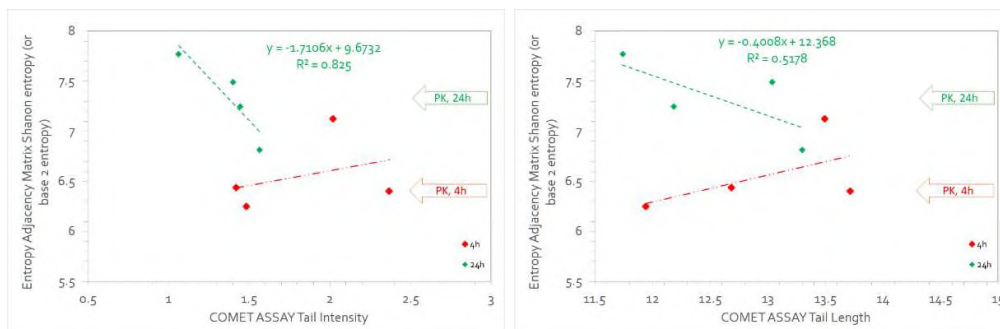 Entropy Adjacency Matrix Shanon entropy (or
base 2 entropy)
8
7.5
7
6.5
6
5.5
y = -1.7106x + 9.6732
R² = 0.825
PK, 24h
PK, 4h
4h
24h
0.5
1
1.5
2
2.5
3
COMET ASSAY Tail Intensity
Entropy Adjacency Matrix Shanon entropy (or
base 2 entropy)
8
7.5
7
6.5
6
5.5
y = -0.4008x + 12.368
R² = 0.5178
PK, 24h
PK, 4h
4h
24h
11.5
12
12.5
13
13.5
14
14.5
15
COMET ASSAY Tail Length